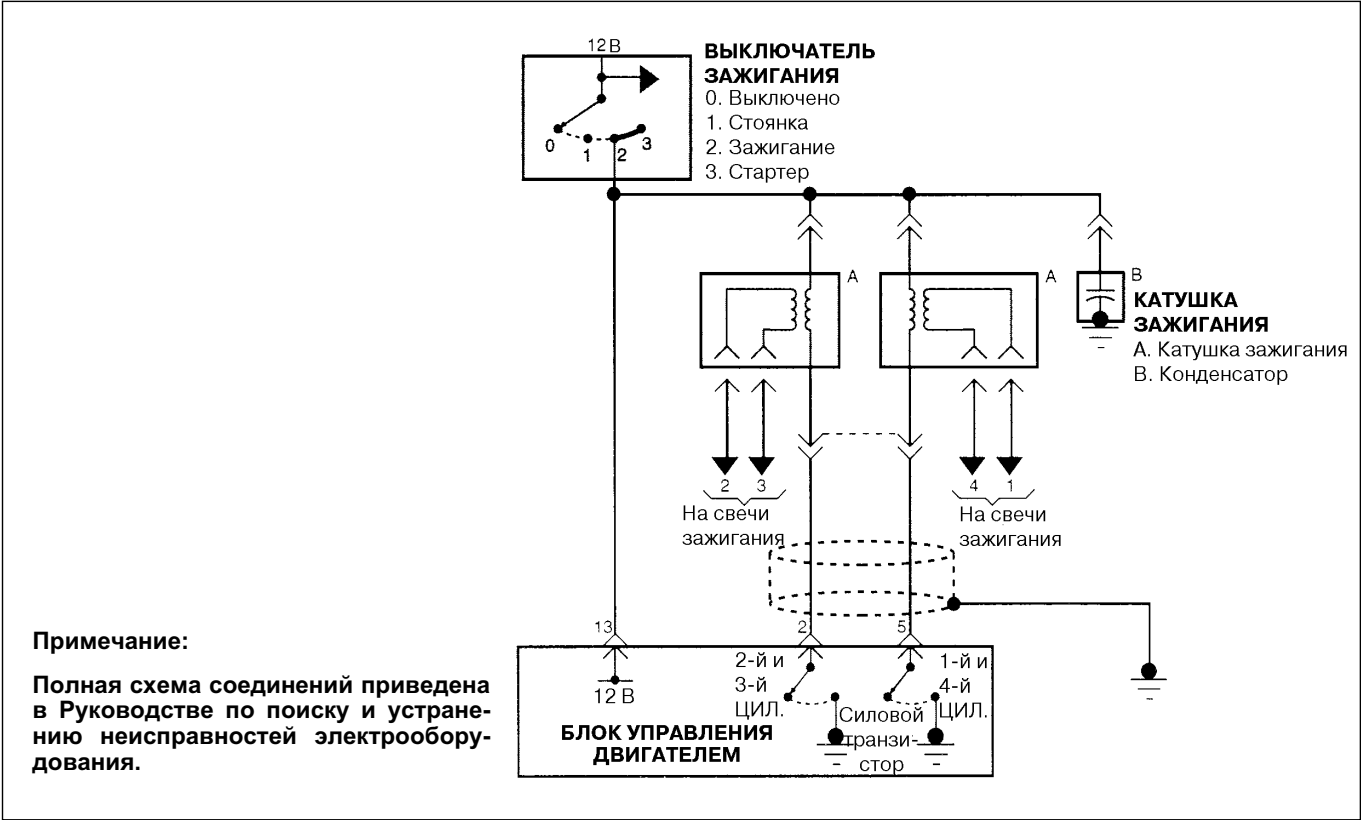 12 В
ВЫКЛЮЧАТЕЛЬ
ЗАЖИГАНИЯ
0. Выключено
1. Стоянка
2. Зажигание
3. Стартер
0
1
2
3
A
A
B
КАТУШКА
ЗАЖИГАНИЯ
А. Катушка зажигания
В. Конденсатор
2
3
4
1
На свечи
зажигания
На свечи
зажигания
13
2
5
12 В
2-й и
3-й
ЦИЛ.
1-й и
4-й
ЦИЛ.
Силовой
транзи-
стор
БЛОК УПРАВЛЕНИЯ
ДВИГАТЕЛЕМ
Примечание:
Полная схема соединений приведена
в Руководстве по поиску и устране-
нию неисправностей электрообору-
дования.